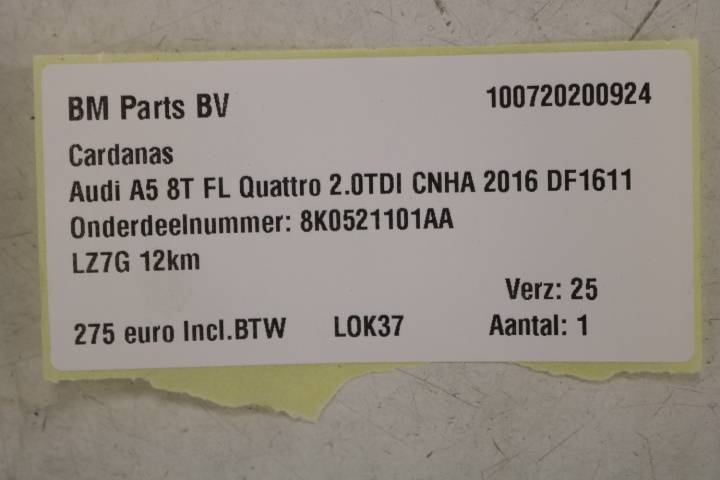 BM Parts BV 100720200924
Cardanas
Audi A5 8T FL Quattro 2.0TDI CNHA 2016 DF1611
Onderdeelnummer: 8K0521101AA
LZ7G 12km
Verz: 25
275 euro Incl.BTW LOK37 Aantal: 1